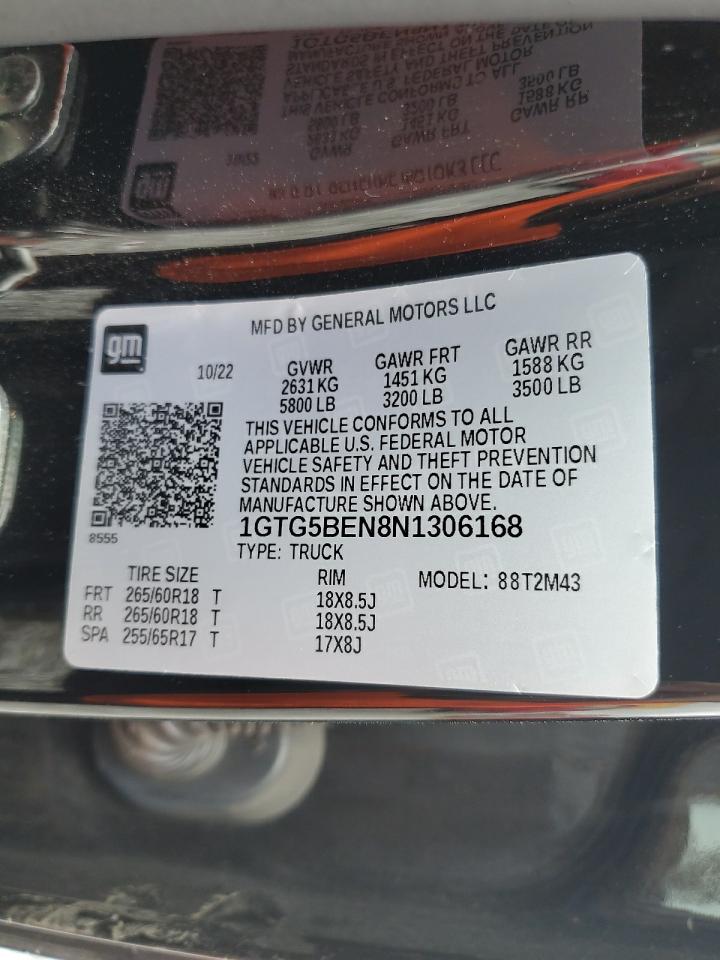 MFD BY GENERAL MOTORS LLC
gm
10/22
GVWR GAWR FRT GAWR RR
2631 KG 1451 KG 1588 KG
5800 LB 3200 LB 3500 LB
THIS VEHICLE CONFORMS TO ALL
APPLICABLE U.S. FEDERAL MOTOR
VEHICLE SAFETY AND THEFT PREVENTION
STANDARDS IN EFFECT ON THE DATE OF
MANUFACTURE SHOWN ABOVE.
8555
1GTG5BEN8N1306168
TYPE: TRUCK
TIRE SIZE RIM MODEL: 88T2M43
FRT 265/60R18 T 18X8.5J
RR 265/60R18 T 18X8.5J
SPA 255/65R17 T 17X8J